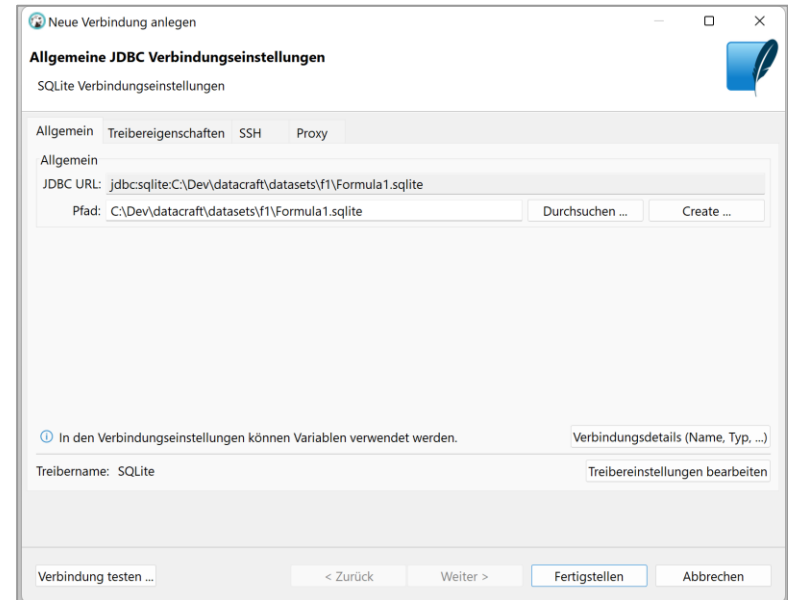 Neue Verbindung anlegen
Allgemeine JDBC Verbindungseinstellungen
SQLite Verbindungseinstellungen
Allgemein Treibereigenschaften SSH Proxy
Allgemein
JDBC URL: jdbc:sqlite:C:\Dev\datacraft\datasets\f1\Formula1.sqlite
Pfad: C:\Dev\datacraft\datasets\f1\Formula1.sqlite Durchsuchen ... Create ...
In den Verbindungseinstellungen können Variablen verwendet werden. Verbindungsdetails (Name, Typ, ...)
Treibername: SQLite Treibereinstellungen bearbeiten
Verbindung testen ... < Zurück Weiter > Fertigstellen Abbrechen